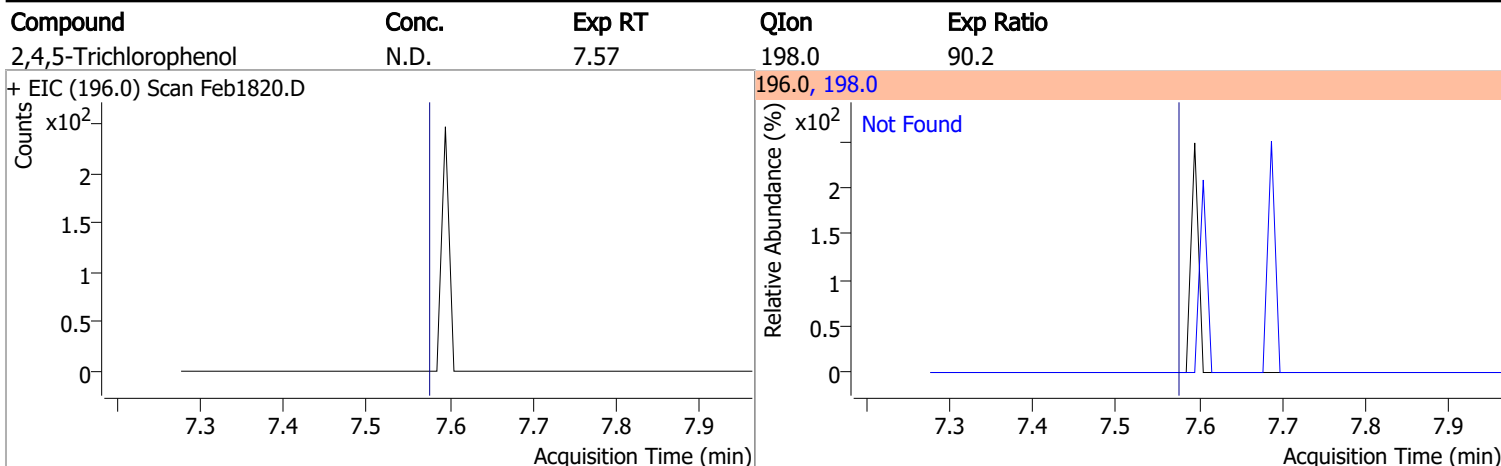 Compound Conc. Exp RT QIon Exp Ratio
2,4,5-Trichlorophenol N.D. 7.57 198.0 90.2
+ EIC (196.0) Scan Feb1820.D
Counts
x10²
2
1.5
1
0.5
0
7.3 7.4 7.5 7.6 7.7 7.8 7.9
Acquisition Time (min)
196.0, 198.0
Relative Abundance (%)
x10²
Not Found
2
1.5
1
0.5
0
7.3 7.4 7.5 7.6 7.7 7.8 7.9
Acquisition Time (min)